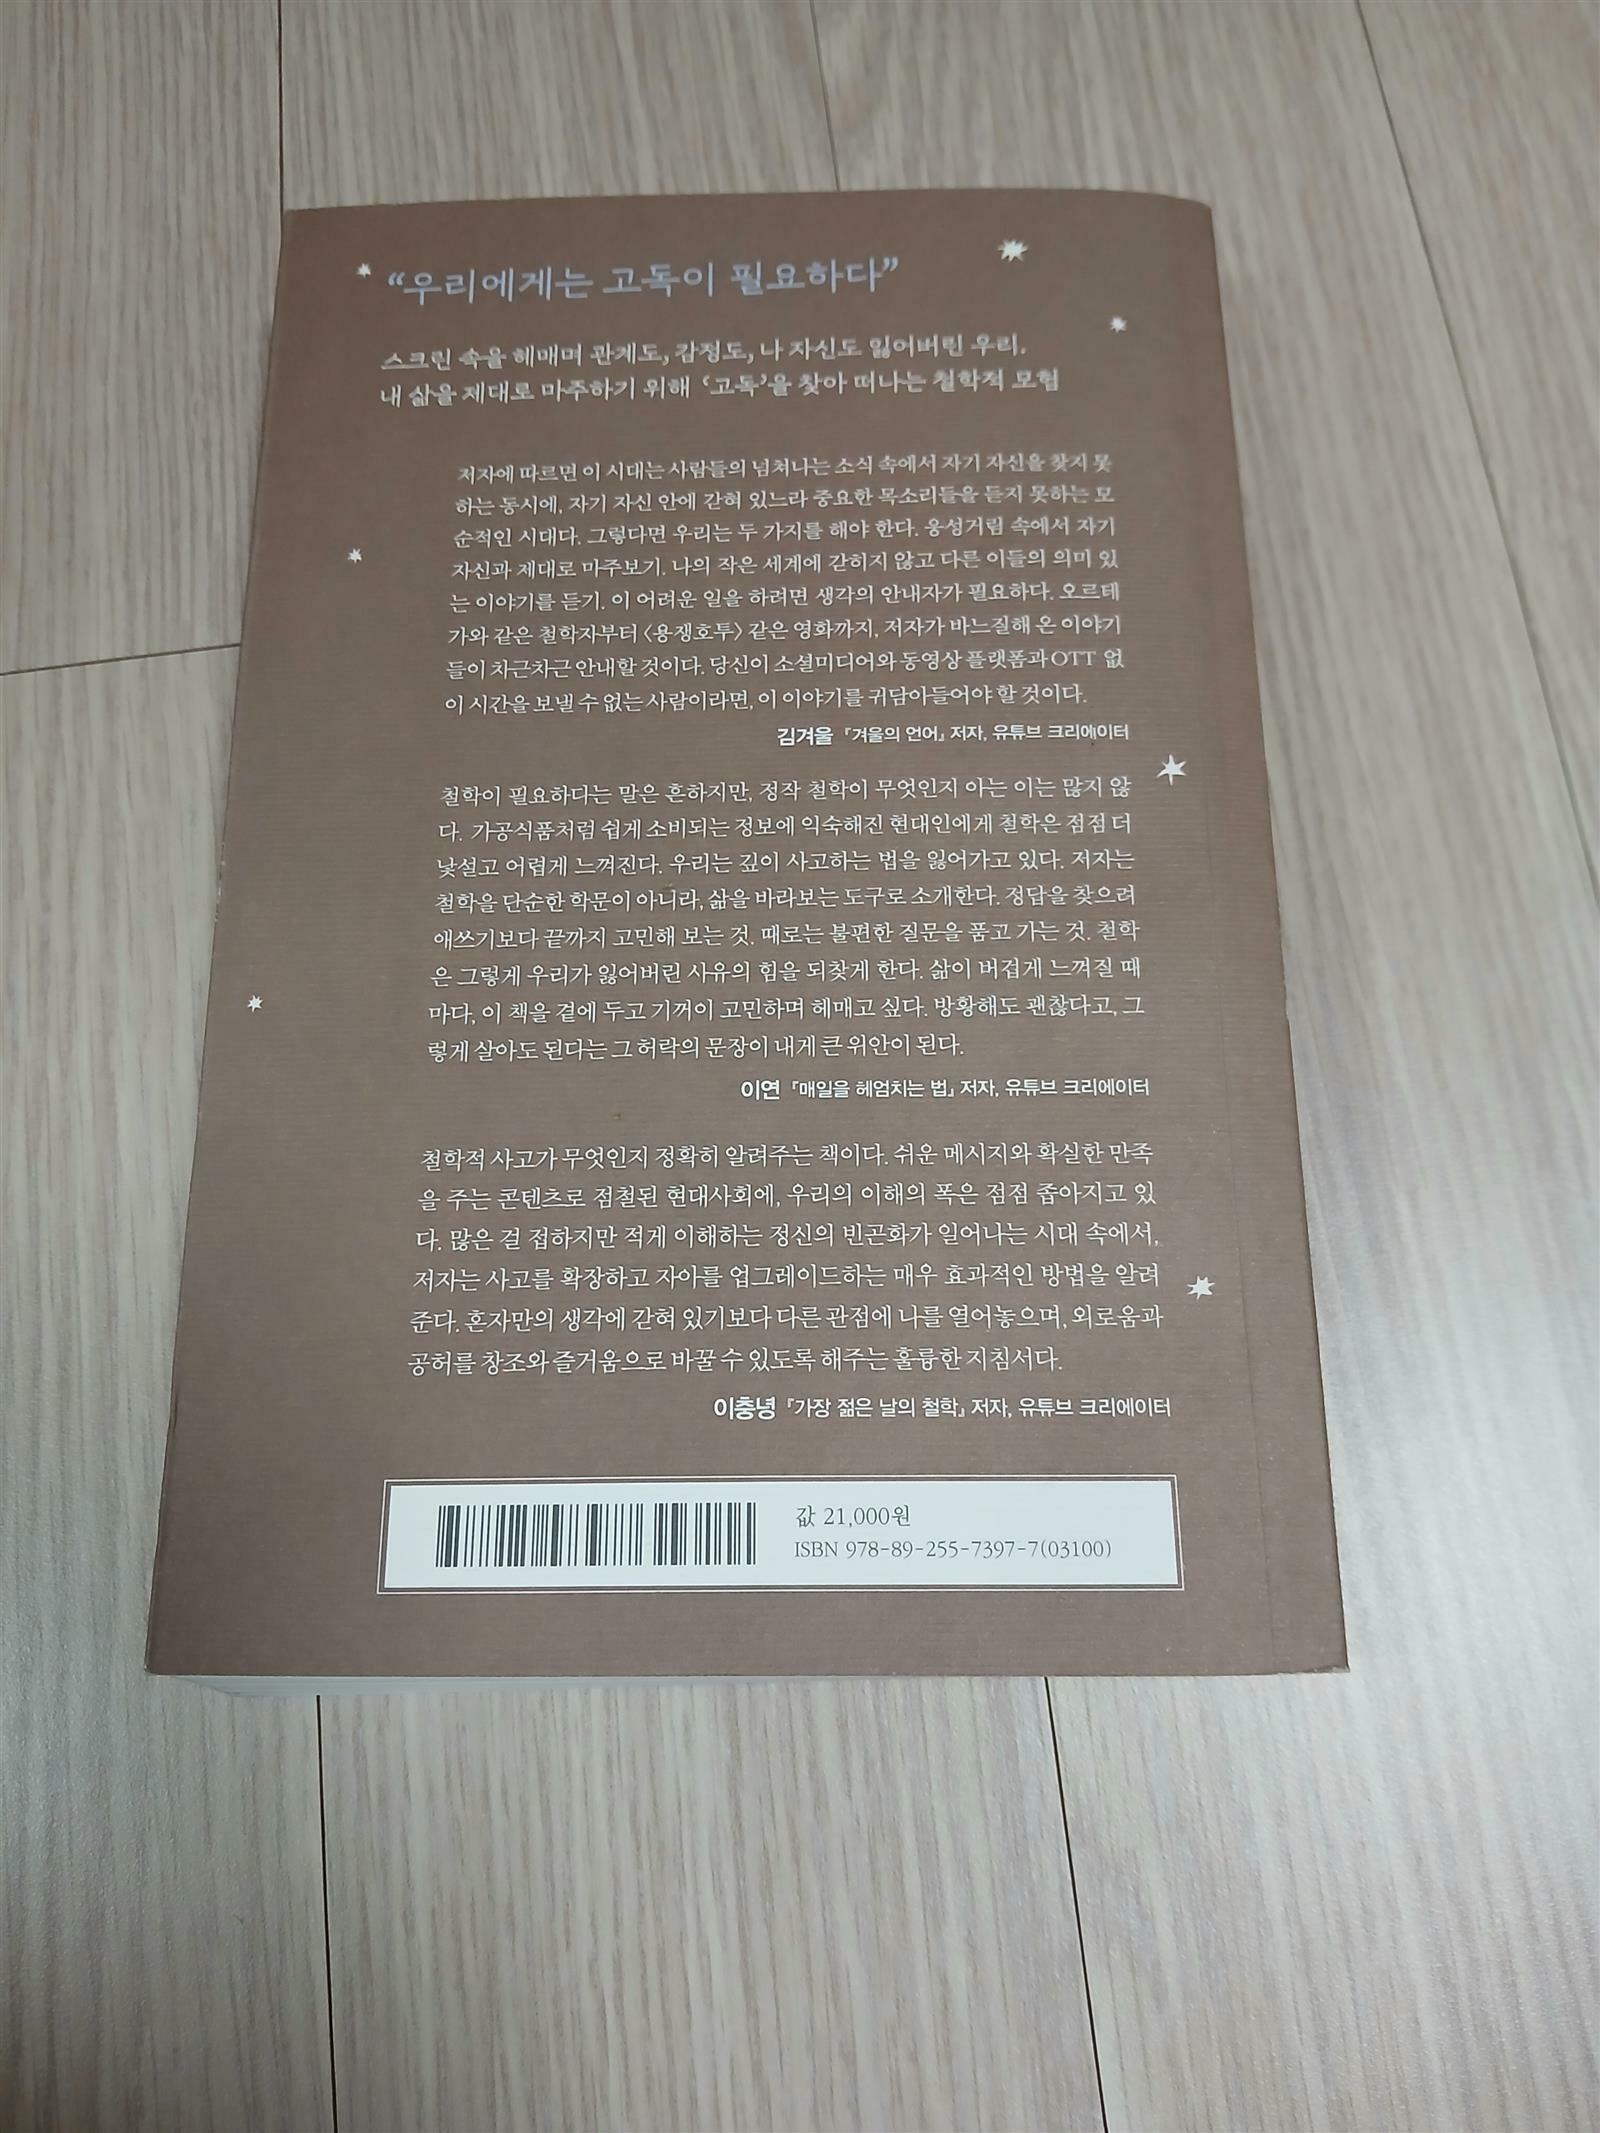 “우리에게는 고독이 필요하다”
스크린 속을 헤매며 관계도, 감정도, 나 자신도 잃어버린 우리.
내 삶을 제대로 마주하기 위해 ‘고독’을 찾아 떠나는 철학적 모험
저자에 따르면 이 시대는 사람들의 넘쳐나는 소식 속에서 자기 자신을 찾지 못
하는 동시에, 자기 자신 안에 갇혀 있느라 중요한 목소리들을 듣지 못하는 모
순적인 시대다. 그렇다면 우리는 두 가지를 해야 한다. 웅성거림 속에서 자기
자신과 제대로 마주보기. 나의 작은 세계에 갇히지 않고 다른 이들의 의미 있
는 이야기를 듣기. 이 어려운 일을 하려면 생각의 안내자가 필요하다. 오르테
가와 같은 철학자부터 〈용쟁호투〉 같은 영화까지, 저자가 바느질해 온 이야기
들이 차근차근 안내할 것이다. 당신이 소셜미디어와 동영상 플랫폼과 OTT 없
이 시간을 보낼 수 없는 사람이라면, 이 이야기를 귀담아들어야 할 것이다.
김겨울 『겨울의 언어』 저자, 유튜브 크리에이터
철학이 필요하다는 말은 흔하지만, 정작 철학이 무엇인지 아는 이는 많지 않
다. 가공식품처럼 쉽게 소비되는 정보에 익숙해진 현대인에게 철학은 점점 더
낯설고 어렵게 느껴진다. 우리는 깊이 사고하는 법을 잃어가고 있다. 저자는
철학을 단순한 학문이 아니라, 삶을 바라보는 도구로 소개한다. 정답을 찾으려
애쓰기보다 끝까지 고민해 보는 것. 때로는 불편한 질문을 품고 가는 것. 철학
은 그렇게 우리가 잃어버린 사유의 힘을 되찾게 한다. 삶이 버겁게 느껴질 때
마다, 이 책을 곁에 두고 기꺼이 고민하며 헤매고 싶다. 방황해도 괜찮다고, 그
렇게 살아도 된다는 그 허락의 문장이 내게 큰 위안이 된다.
이연 『매일을 헤엄치는 법』 저자, 유튜브 크리에이터
철학적 사고가 무엇인지 정확히 알려주는 책이다. 쉬운 메시지와 확실한 만족
을 주는 콘텐츠로 점철된 현대사회에, 우리의 이해의 폭은 점점 좁아지고 있
다. 많은 걸 접하지만 적게 이해하는 정신의 빈곤화가 일어나는 시대 속에서,
저자는 사고를 확장하고 자아를 업그레이드하는 매우 효과적인 방법을 알려
준다. 혼자만의 생각에 갇혀 있기보다 다른 관점에 나를 열어놓으며, 외로움과
공허를 창조와 즐거움으로 바꿀 수 있도록 해주는 훌륭한 지침서다.
이충녕 『가장 젊은 날의 철학』 저자, 유튜브 크리에이터
값 21,000원
ISBN 978-89-255-7397-7(03100)